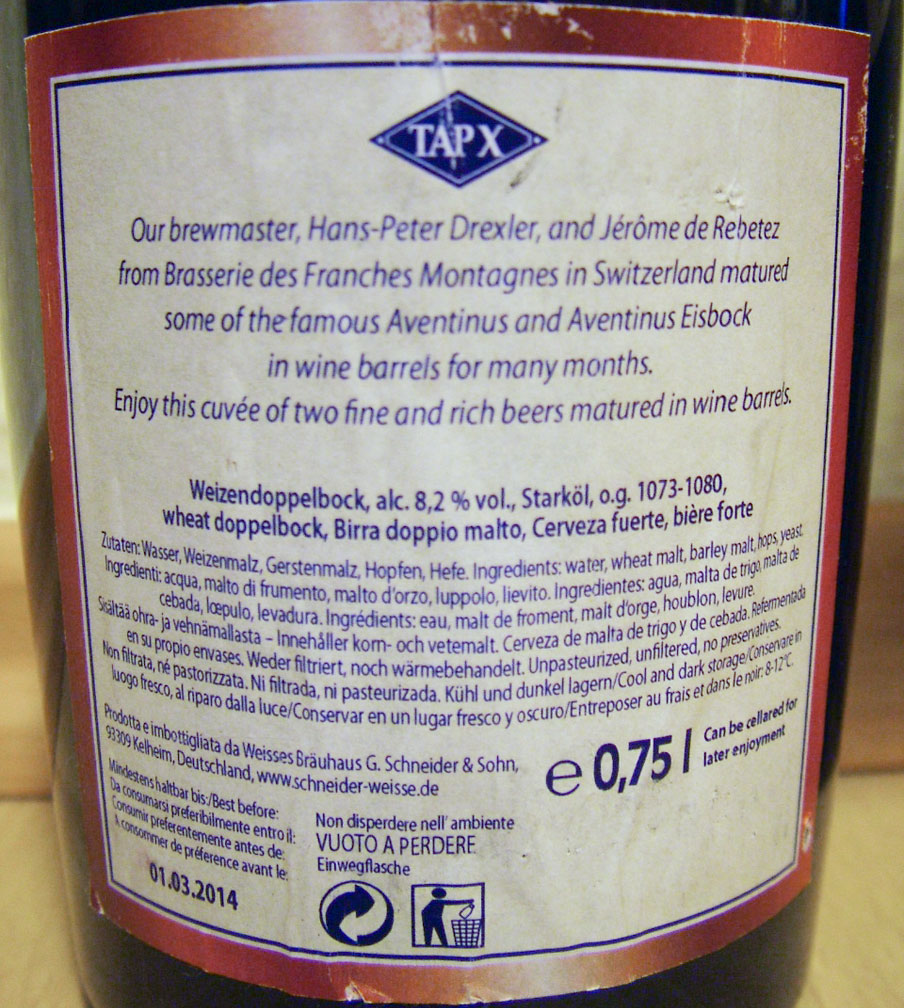 TAP X
Our brewmaster, Hans-Peter Drexler, and Jérôme de Rebetez
from Brasserie des Franches Montagnes in Switzerland matured
some of the famous Aventinus and Aventinus Eisbock
in wine barrels for many months.
Enjoy this cuvée of two fine and rich beers matured in wine barrels.
Weizendoppelbock, alc. 8,2 % vol., Starköl, o.g. 1073-1080,
wheat doppelbock, Birra doppio malto, Cerveza fuerte, bière forte
Zutaten: Wasser, Weizenmalz, Gerstenmalz, Hopfen, Hefe. Ingredients: water, wheat malt, barley malt, hops, yeast.
Ingredienti: acqua, malto di frumento, malto d'orzo, luppolo, lievito. Ingredientes: agua, malta de trigo, malta de
cebada, lœpulo, levadura. Ingrédients: eau, malt de froment, malt d'orge, houblon, levure.
Sisältää ohra- ja vehnämallasta – Innehåller korn- och vetemalt. Cerveza de malta de trigo y de cebada. Refermentada
en su propio envases. Weder filtriert, noch wärmebehandelt. Unpasteurized, unfiltered, no preservatives.
Non filtrata, né pastorizzata. Ni filtrada, ni pasteurizada. Kühl und dunkel lagern/Cool and dark storage/Conservare in
luogo fresco, al riparo dalla luce/Conservar en un lugar fresco y oscuro/Entreposer au frais et dans le noir: 8-12°C.
Prodotta e imbottigliata da Weisses Bräuhaus G. Schneider & Sohn,
93309 Kelheim, Deutschland, www.schneider-weisse.de
e 0,75 l
Can be cellared for
later enjoyment
Mindestens haltbar bis:/Best before:
Da consumarsi preferibilmente entro il:
Consumir preferentemente antes de:
A consommer de préference avant le:
01.03.2014
Non disperdere nell' ambiente
VUOTO A PERDERE
Einwegflasche